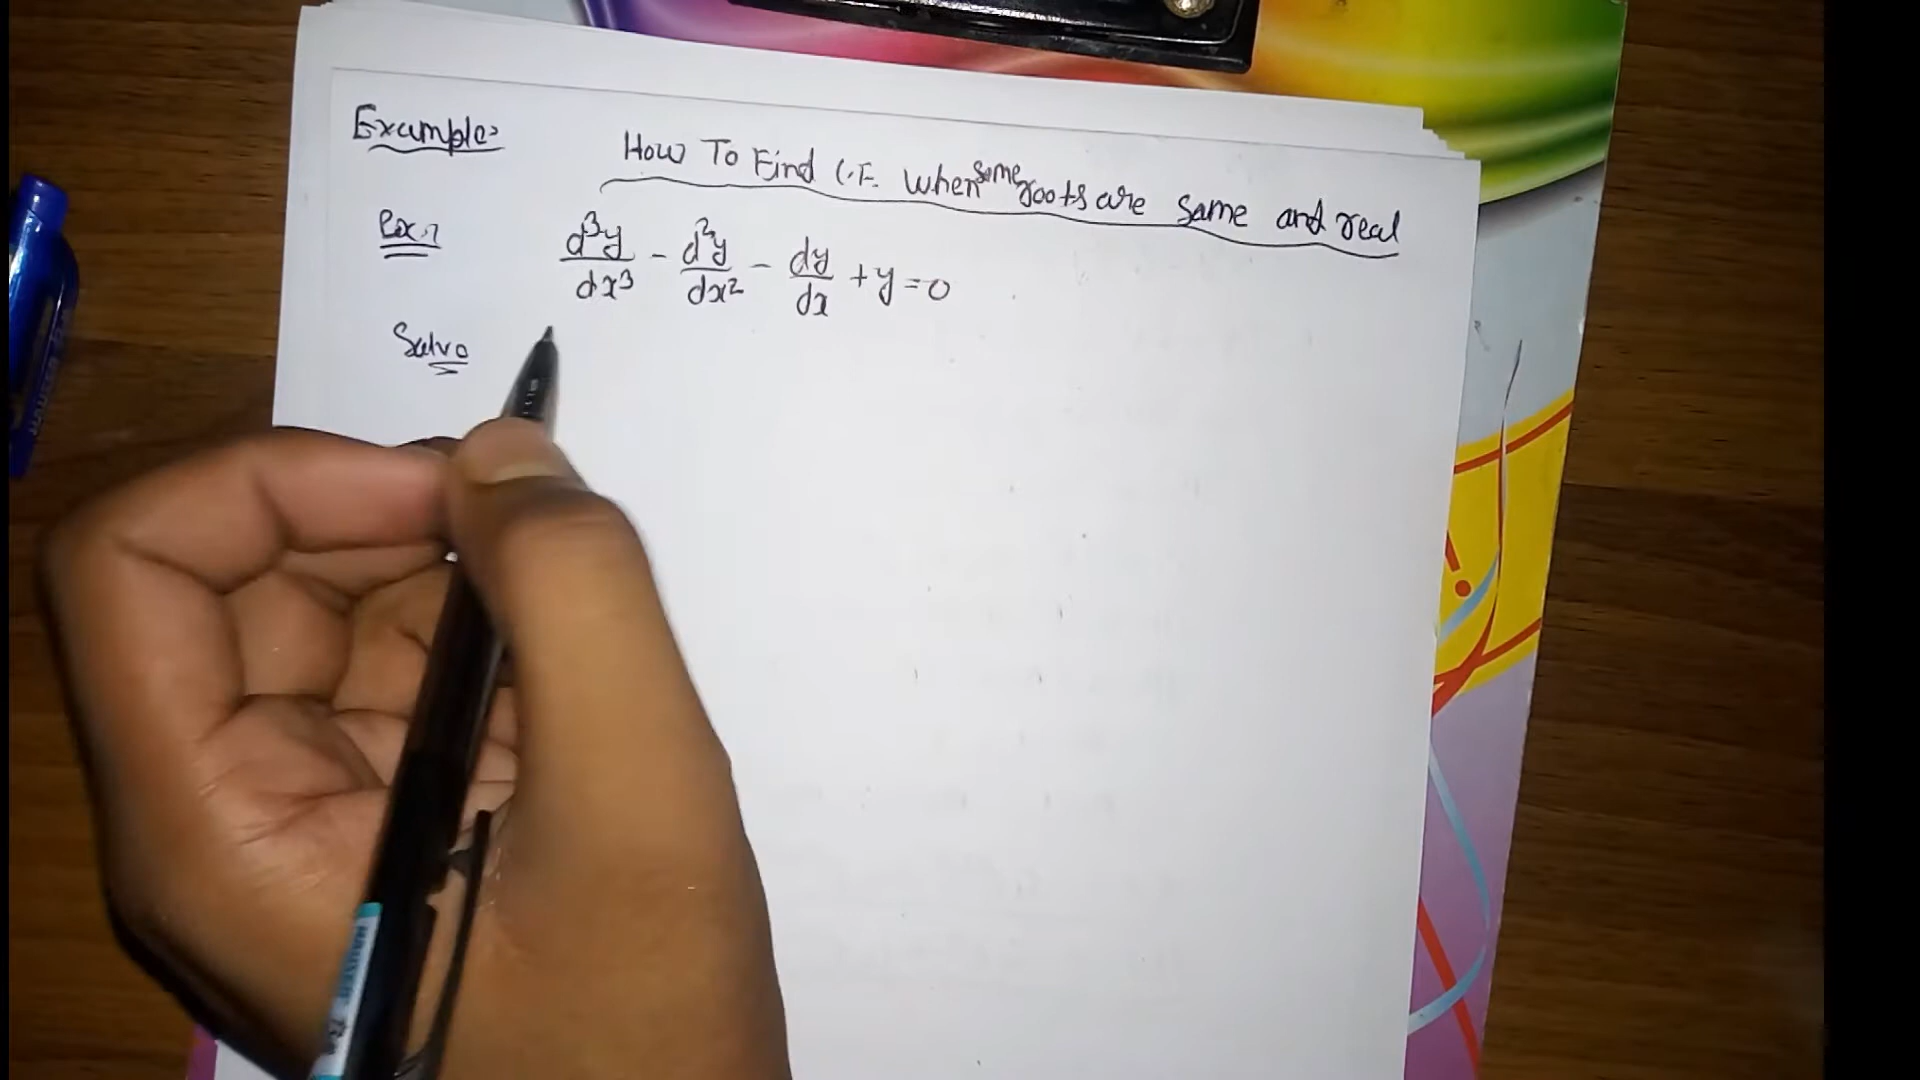 Example:
How To Find C.F. When some roots are same and real
Ex.1
d³y/dx³ - d²y/dx² - dy/dx + y = 0
Salvo